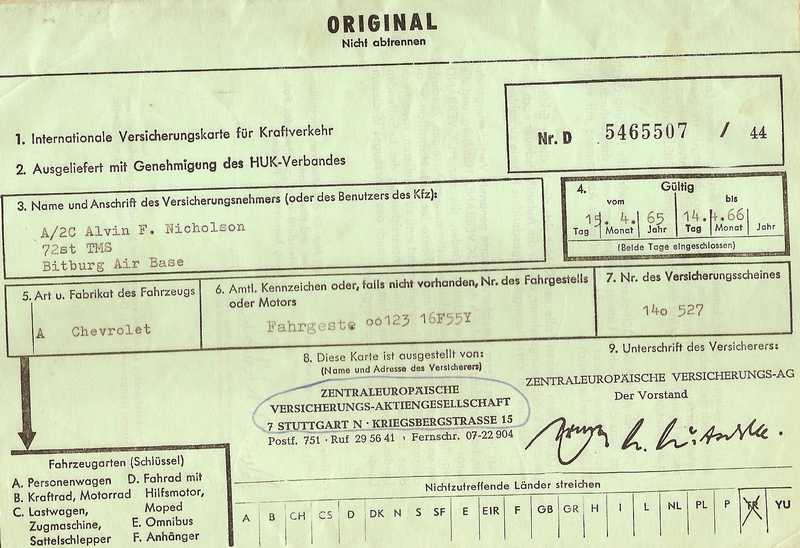 ORIGINAL
Nicht abtrennen
1. Internationale Versicherungskarte für Kraftverkehr
2. Ausgeliefert mit Genehmigung des HUK-Verbandes
Nr. D 5465507 / 44
3. Name und Anschrift des Versicherungsnehmers (oder des Benutzers des Kfz):
A/2C Alvin F. Nicholson
72st TMS
Bitburg Air Base
4. Gültig
vom bis
15. 4. 65 14. 4. 66
Tag Monat Jahr Tag Monat Jahr
(Beide Tage eingeschlossen)
5. Art u. Fabrikat des Fahrzeugs
A Chevrolet
6. Amtl. Kennzeichen oder, falls nicht vorhanden, Nr. des Fahrgestells
oder Motors
Fahrgeste oo123 16F55Y
7. Nr. des Versicherungsscheines
14o 527
8. Diese Karte ist ausgestellt von:
(Name und Adresse des Versicherers)
ZENTRALEUROPÄISCHE
VERSICHERUNGS-AKTIENGESELLSCHAFT
7 STUTTGART N · KRIEGSBERGSTRASSE 15
Postf. 751 · Ruf 29 56 41 · Fernschr. 07-22 904
9. Unterschrift des Versicherers:
ZENTRALEUROPÄISCHE VERSICHERUNGS-AG
Der Vorstand
Fahrzeugarten (Schlüssel)
A. Personenwagen
B. Kraftrad, Motorrad
C. Lastwagen,
Zugmaschine,
Sattelschlepper
D. Fahrad mit
Hilfsmotor,
Moped
E. Omnibus
F. Anhänger
Nichtzutreffende Länder streichen
A B CH CS D DK N S SF E EIR F GB GR H I L NL PL P TR YU